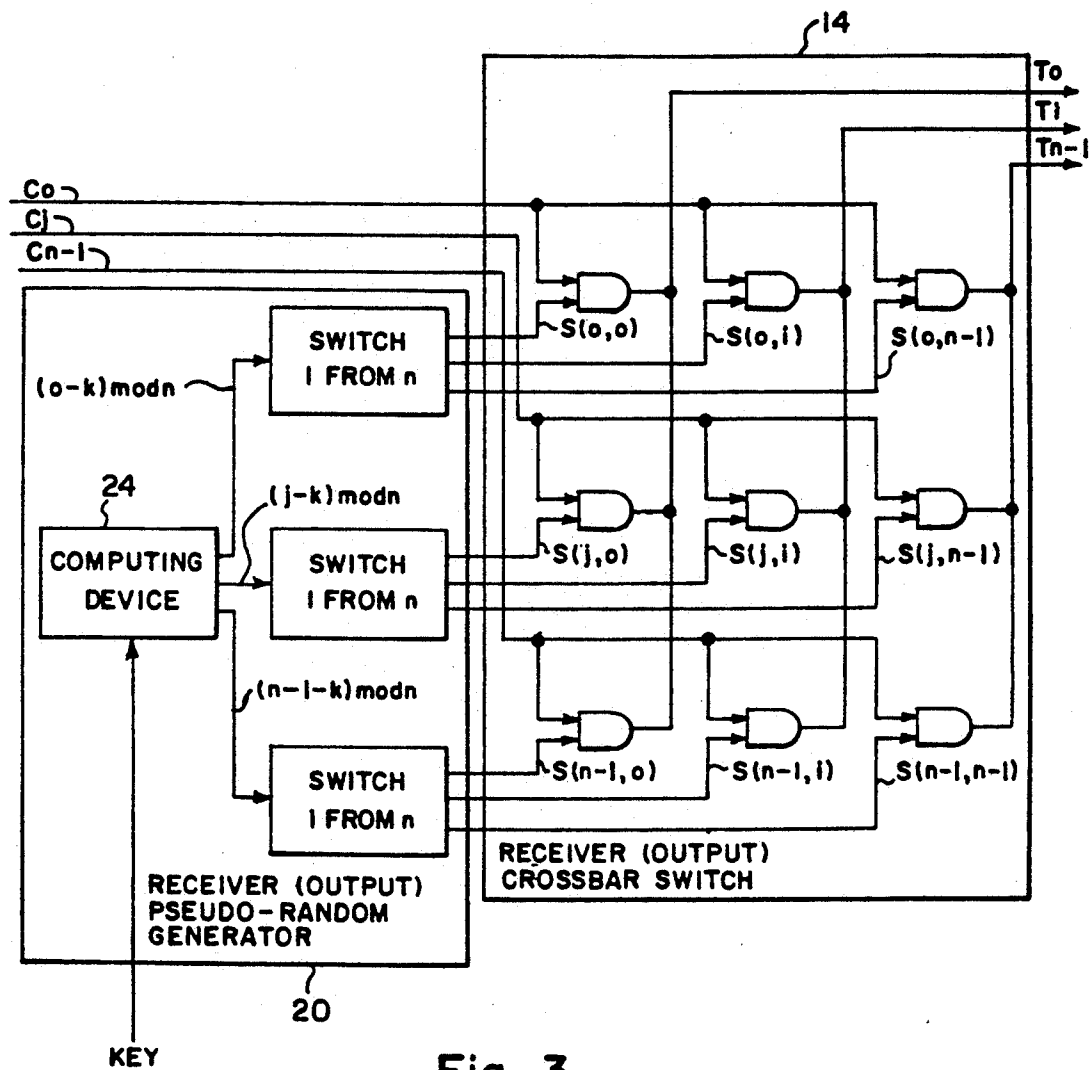 14
To
Ti
Tn-1
Co
Cj
Cn-1
SWITCH
1 FROM n
S(o,o)
S(o,i)
S(o,n-1)
(o-k)modn
24
(j-k)modn
COMPUTING
DEVICE
SWITCH
1 FROM n
S(j,o)
S(j,i)
S(j,n-1)
(n-1-k)modn
SWITCH
1 FROM n
S(n-1,o)
S(n-1,i)
S(n-1,n-1)
RECEIVER (OUTPUT)
CROSSBAR SWITCH
RECEIVER (OUTPUT)
PSEUDO-RANDOM
GENERATOR
20
KEY
Fig. 3